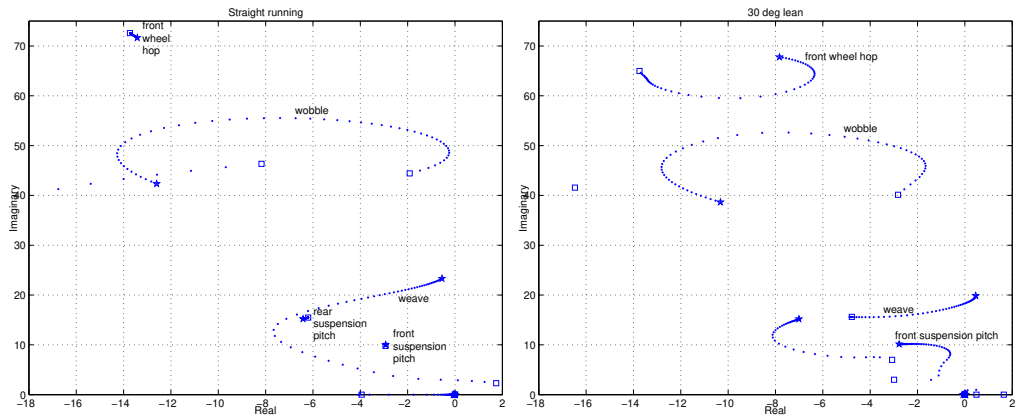 Straight running
30 deg lean
70
60
50
40
30
20
10
0
Imaginary
front
wheel
hop
wobble
weave
rear
suspension
pitch
front
suspension
pitch
−18
−16
−14
−12
−10
−8
−6
−4
−2
0
2
Real
70
60
50
40
30
20
10
0
Imaginary
front wheel hop
wobble
weave
front suspension pitch
−18
−16
−14
−12
−10
−8
−6
−4
−2
0
2
Real